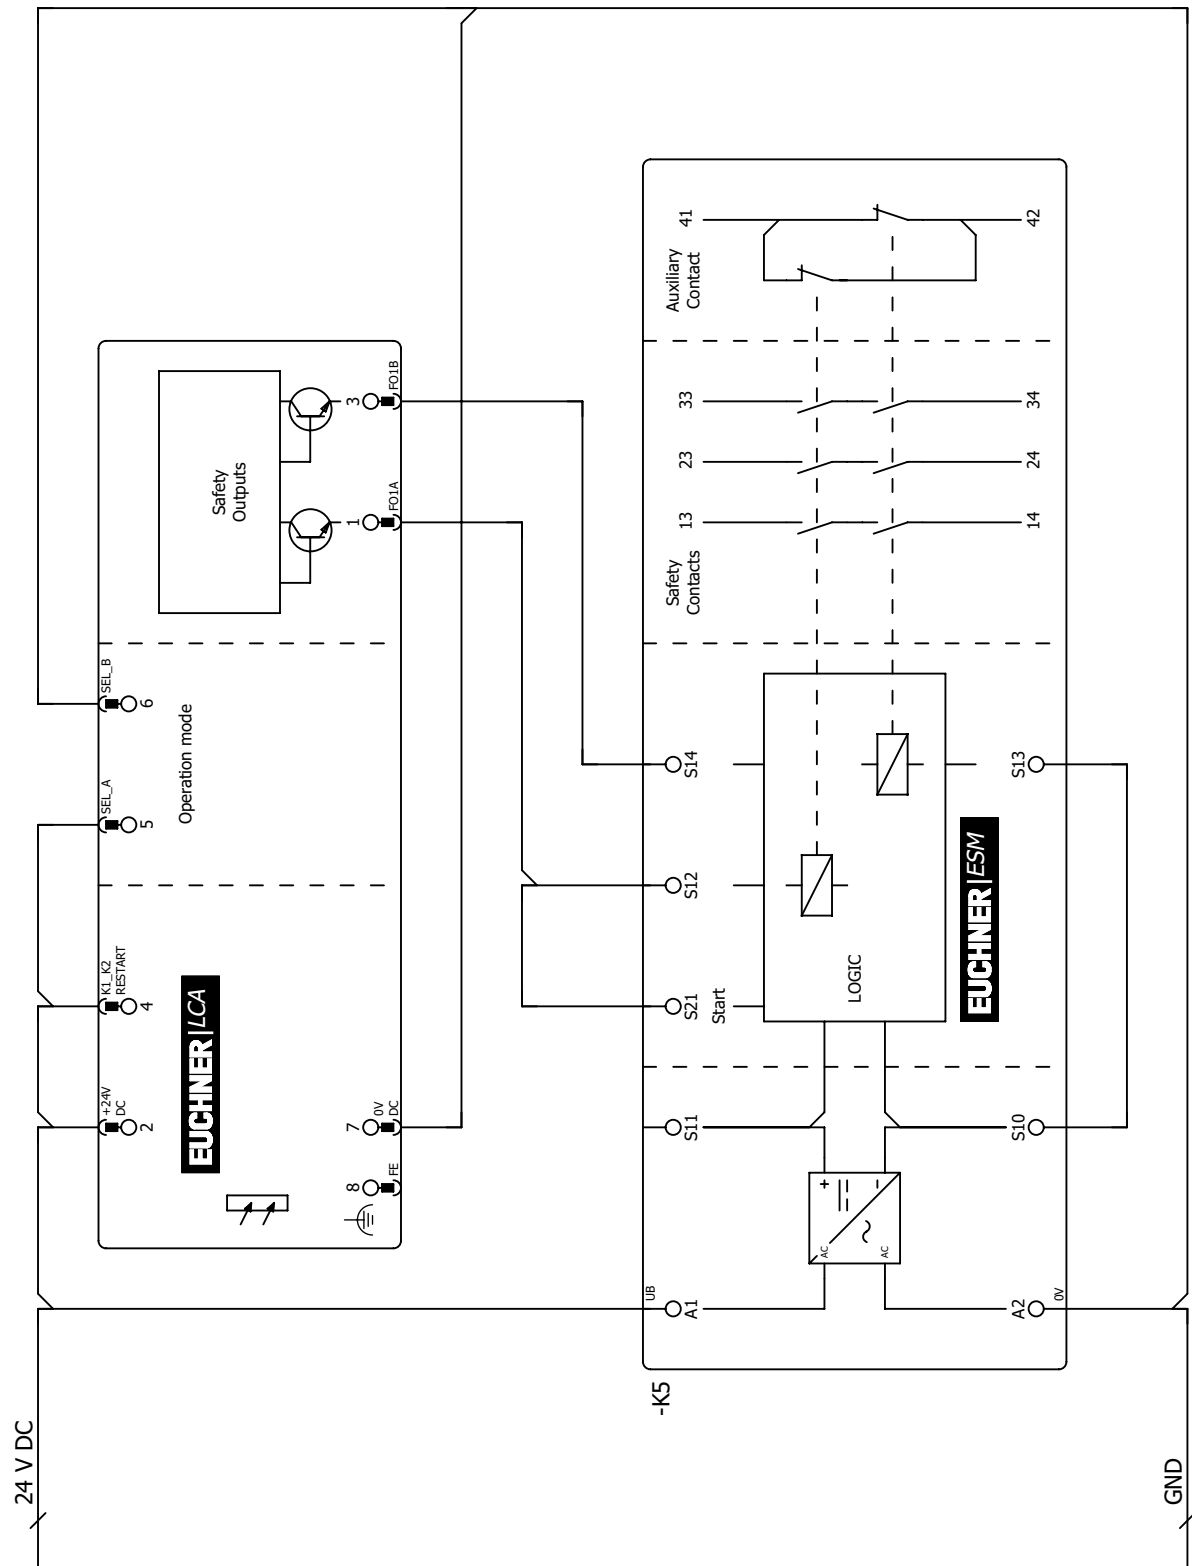 24 V DC
GND
EUCHNER|LCA
+24V
DC
2
K1_K2
RESTART
4
SEL_A
5
SEL_B
6
Operation mode
Safety
Outputs
8
FE
7
0V
DC
1
FO1A
3
FO1B
-K5
UB
A1
A2
0V
AC
AC
+
-
S11
S10
S21
Start
S12
S14
S13
LOGIC
EUCHNER|ESM
Safety
Contacts
13
23
33
14
24
34
Auxiliary
Contact
41
42